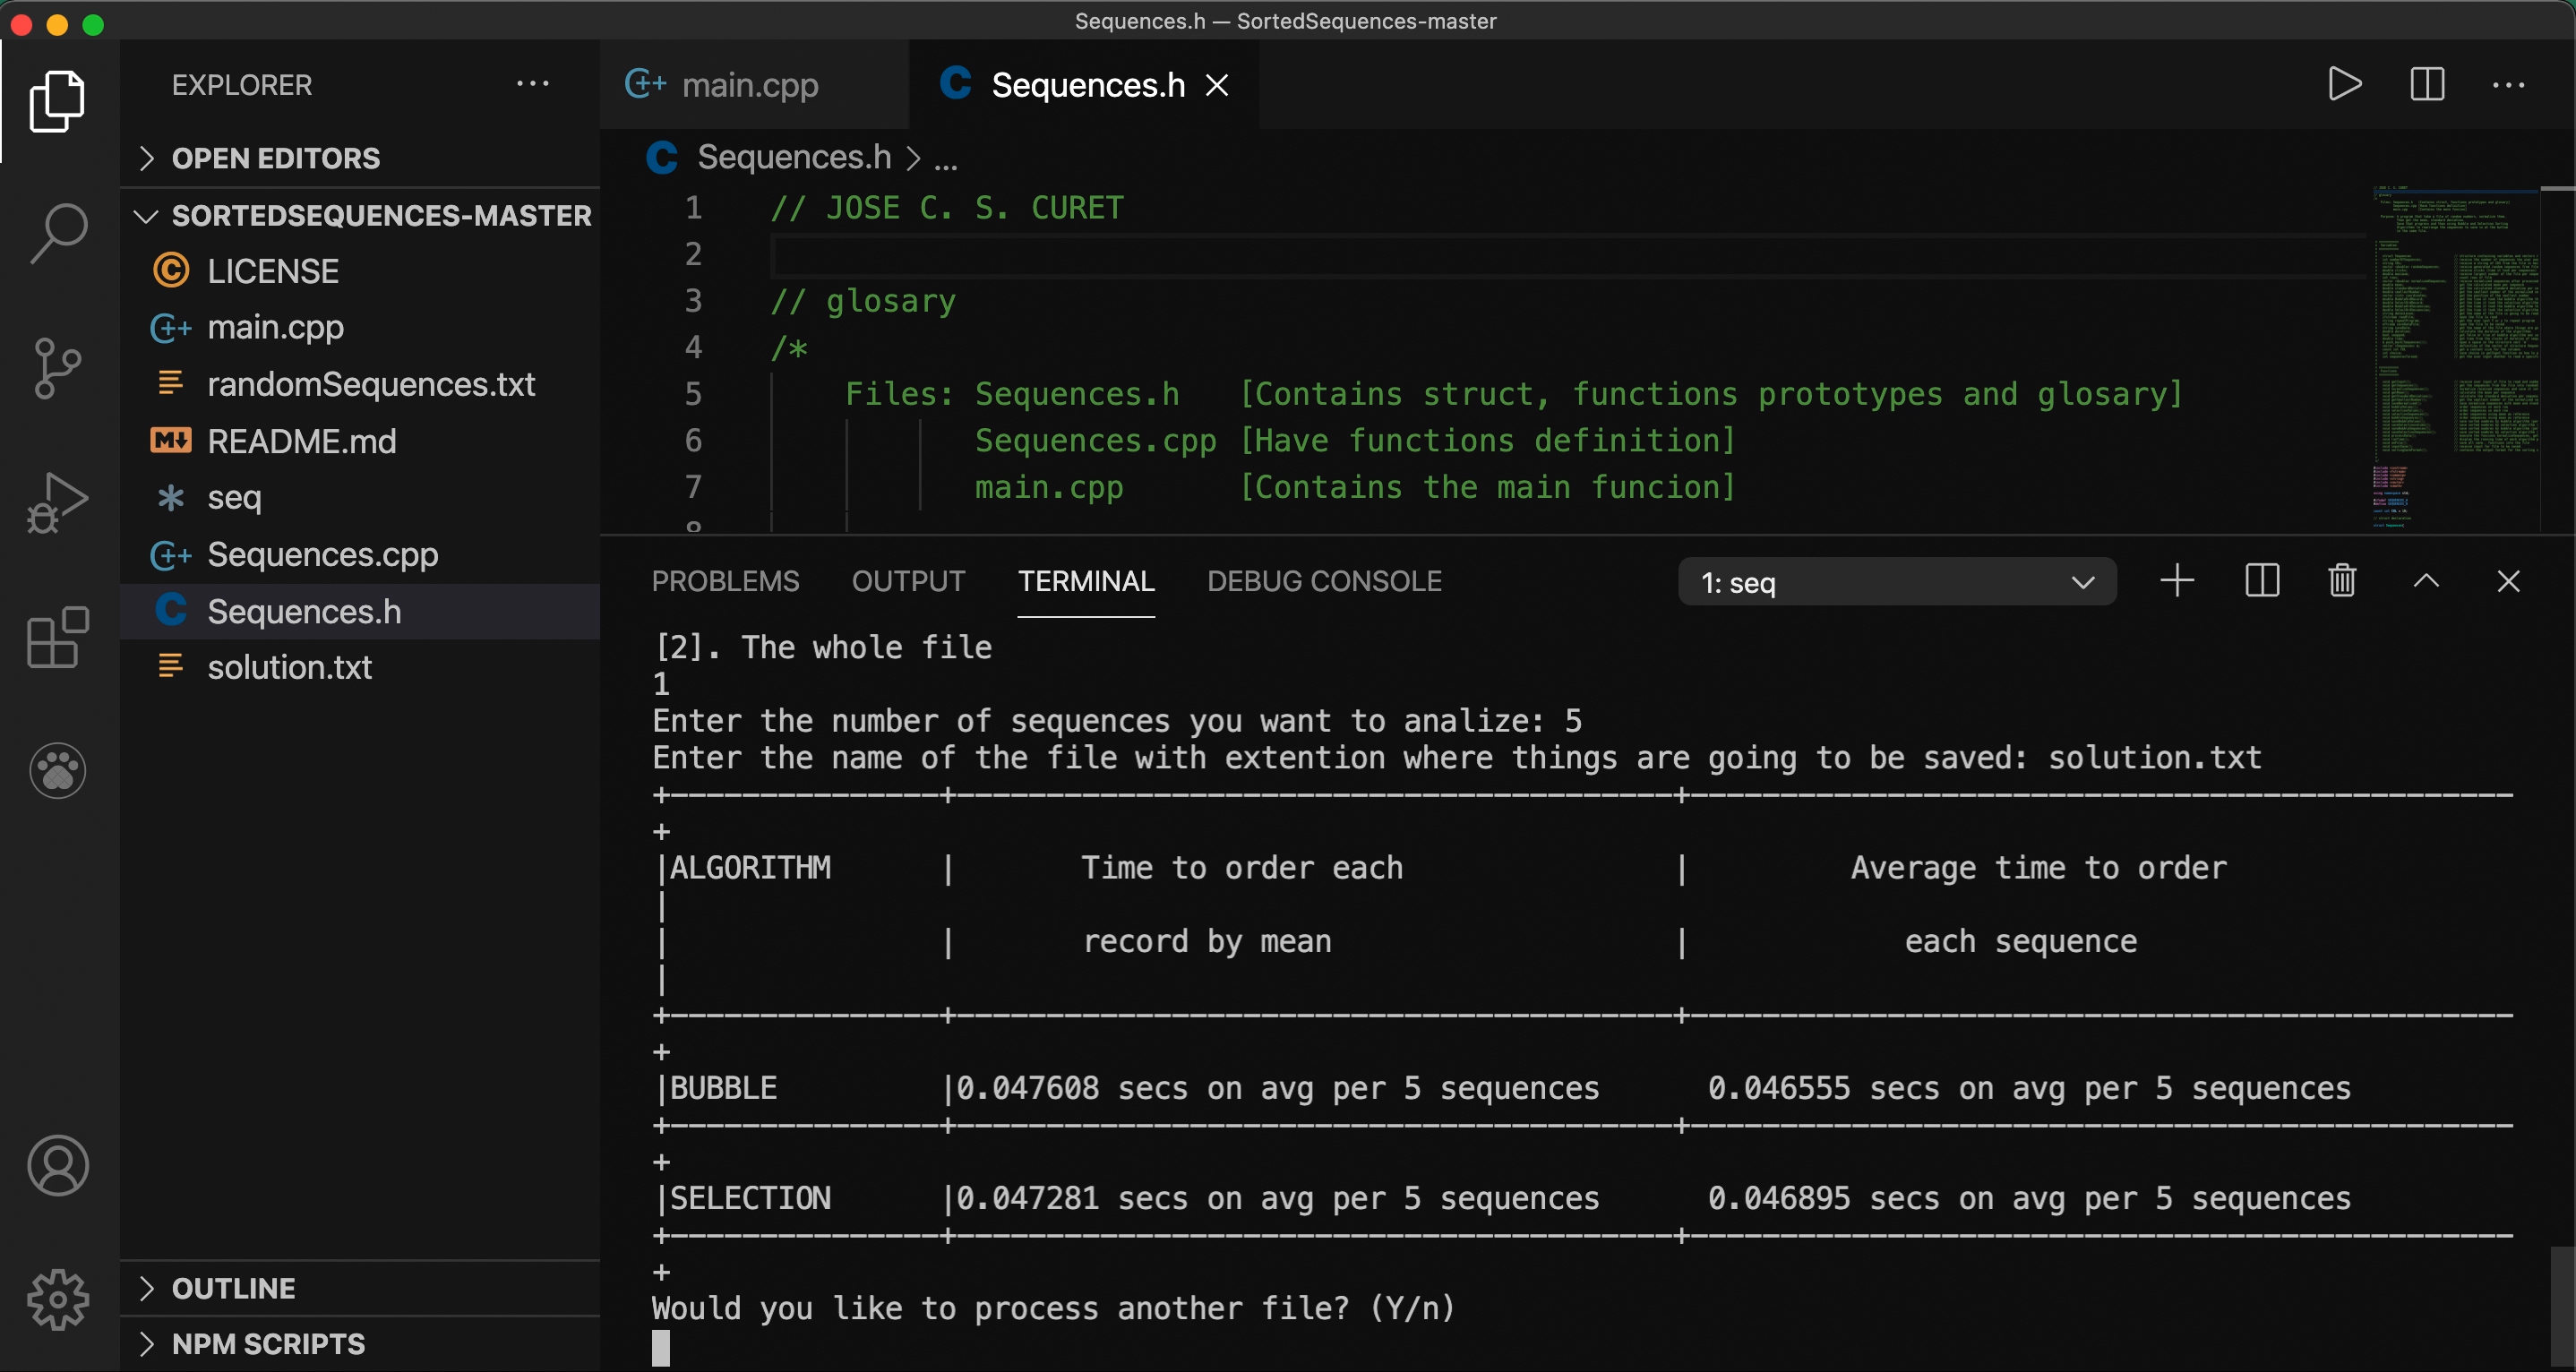 Sequences.h — SortedSequences-master
EXPLORER
OPEN EDITORS
SORTEDSEQUENCES-MASTER
LICENSE
main.cpp
randomSequences.txt
README.md
seq
Sequences.cpp
Sequences.h
solution.txt
OUTLINE
NPM SCRIPTS
main.cpp
Sequences.h
Sequences.h > ...
1 // JOSE C. S. CURET
2
3 // glosary
4 /*
5 Files: Sequences.h [Contains struct, functions prototypes and glosary]
6 Sequences.cpp [Have functions definition]
7 main.cpp [Contains the main funcion]
8
PROBLEMS OUTPUT TERMINAL DEBUG CONSOLE 1: seq
[2]. The whole file
1
Enter the number of sequences you want to analize: 5
Enter the name of the file with extention where things are going to be saved: solution.txt
+---------------+----------------------------------------+----------------------------------------------
+
|ALGORITHM | Time to order each | Average time to order
|
| | record by mean | each sequence
|
+---------------+----------------------------------------+----------------------------------------------
+
|BUBBLE |0.047608 secs on avg per 5 sequences 0.046555 secs on avg per 5 sequences
+---------------+----------------------------------------+----------------------------------------------
+
|SELECTION |0.047281 secs on avg per 5 sequences 0.046895 secs on avg per 5 sequences
+---------------+----------------------------------------+----------------------------------------------
+
Would you like to process another file? (Y/n)